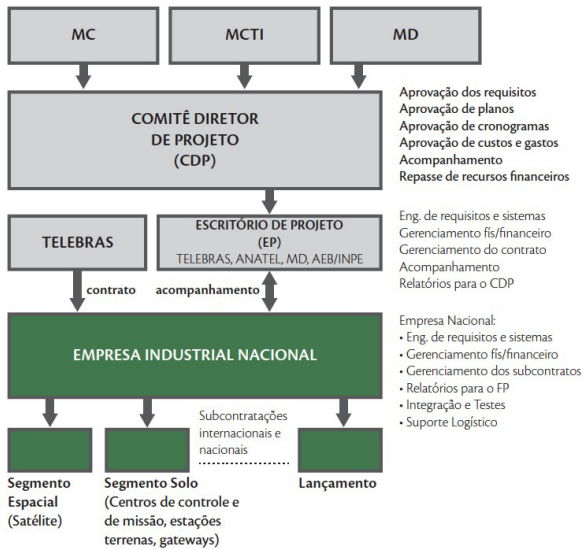 MC
MCTI
MD
COMITÊ DIRETOR
DE PROJETO
(CDP)
Aprovação dos requisitos
Aprovação de planos
Aprovação de cronogramas
Aprovação de custos e gastos
Acompanhamento
Repasse de recursos financeiros
TELEBRAS
ESCRITÓRIO DE PROJETO
(EP)
TELEBRAS, ANATEL, MD, AEB/INPE
Eng. de requisitos e sistemas
Gerenciamento fís/financeiro
Gerenciamento do contrato
Acompanhamento
Relatórios para o CDP
contrato
acompanhamento
EMPRESA INDUSTRIAL NACIONAL
Empresa Nacional:
• Eng. de requisitos e sistemas
• Gerenciamento fís/financeiro
• Gerenciamento dos subcontratos
• Relatórios para o FP
• Integração e Testes
• Suporte Logístico
Subcontratações
internacionais e
nacionais
Segmento
Espacial
(Satélite)
Segmento Solo
(Centros de controle e
de missão, estações
terrenas, gateways)
Lançamento